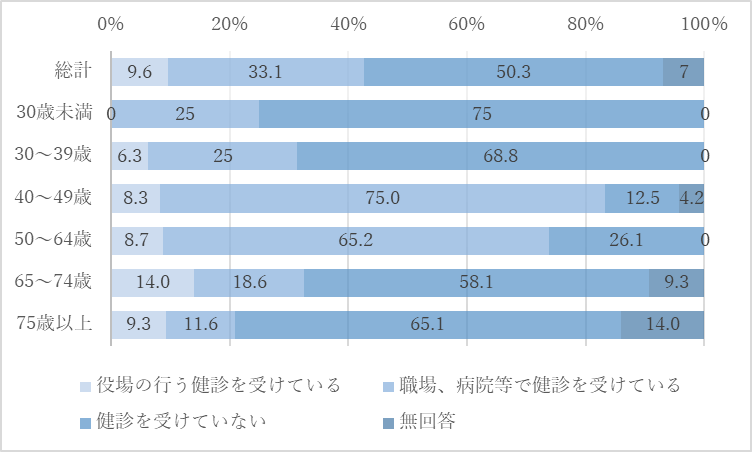 0% 20% 40% 60% 80% 100%
総計 9.6 33.1 50.3 7
30歳未満 0 25 75 0
30～39歳 6.3 25 68.8 0
40～49歳 8.3 75.0 12.5 4.2
50～64歳 8.7 65.2 26.1 0
65～74歳 14.0 18.6 58.1 9.3
75歳以上 9.3 11.6 65.1 14.0
役場の行う健診を受けている 職場、病院等で健診を受けている
健診を受けていない 無回答